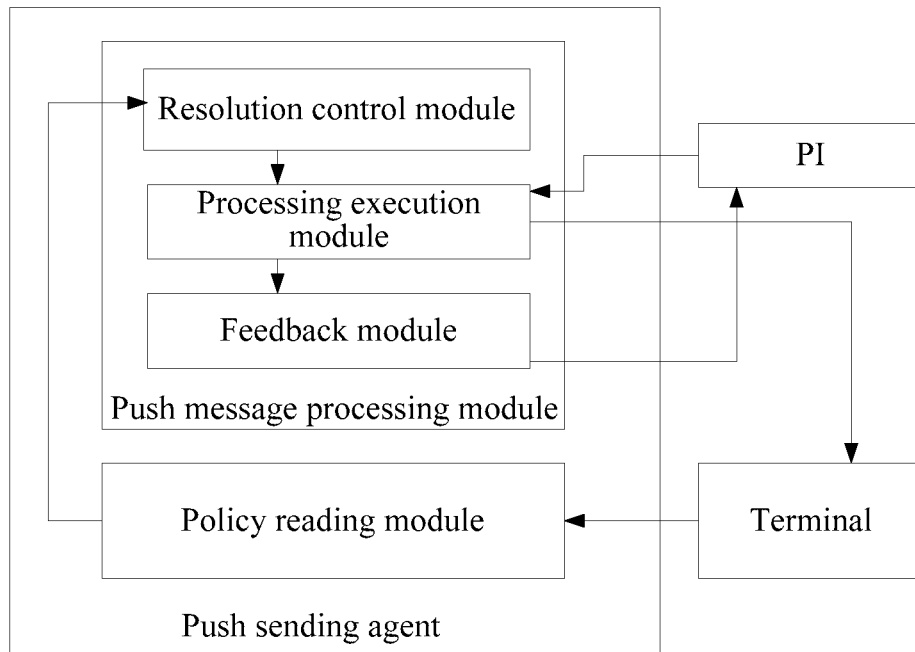 Resolution control module
PI
Processing execution
module
Feedback module
Push message processing module
Policy reading module
Terminal
Push sending agent